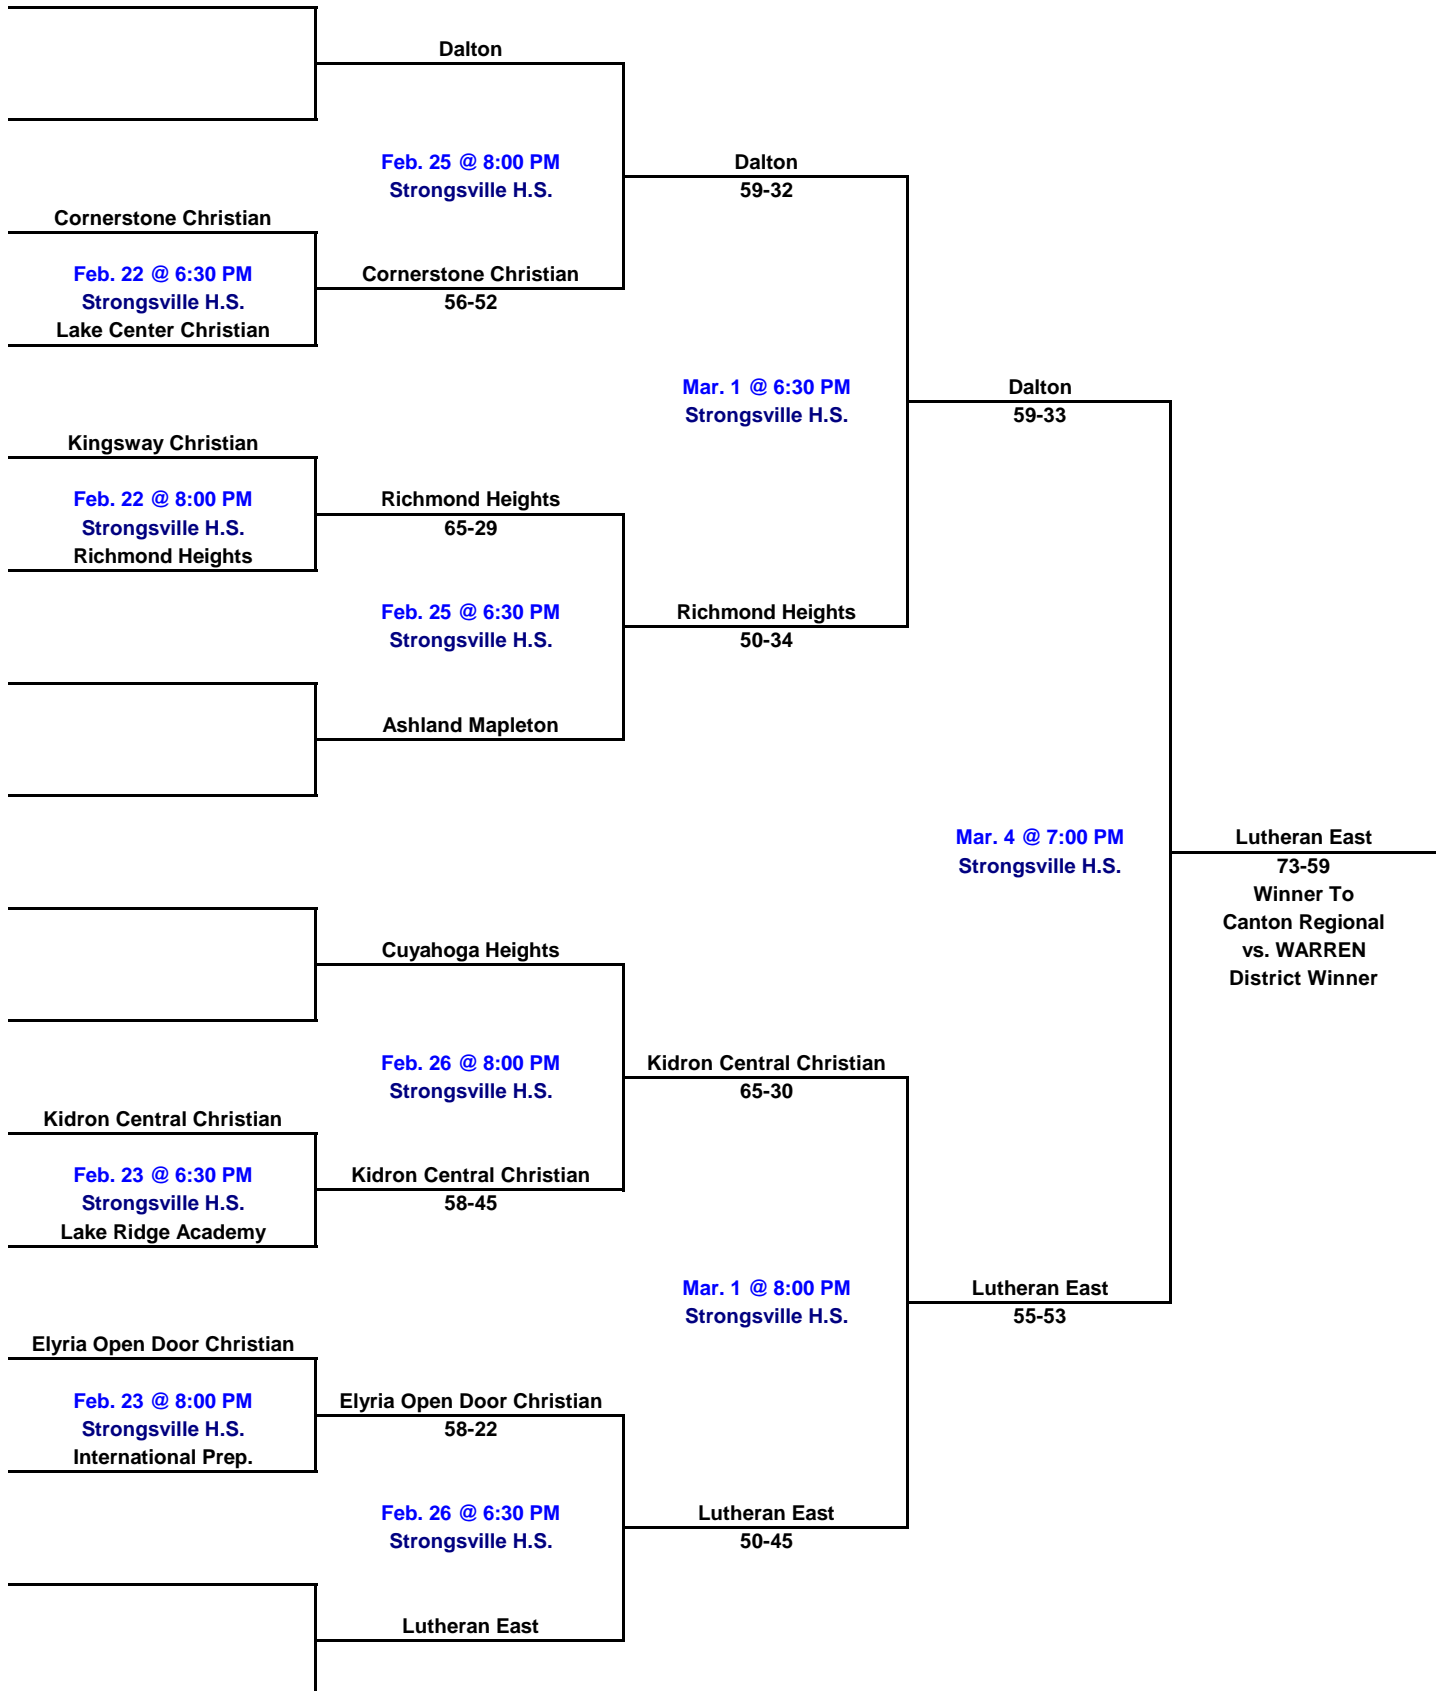 Dalton
Feb. 25 @ 8:00 PM
Strongsville H.S.
Dalton
59-32
Cornerstone Christian
Feb. 22 @ 6:30 PM
Strongsville H.S.
Lake Center Christian
Cornerstone Christian
56-52
Mar. 1 @ 6:30 PM
Strongsville H.S.
Dalton
59-33
Kingsway Christian
Feb. 22 @ 8:00 PM
Strongsville H.S.
Richmond Heights
Richmond Heights
65-29
Feb. 25 @ 6:30 PM
Strongsville H.S.
Richmond Heights
50-34
Ashland Mapleton
Mar. 4 @ 7:00 PM
Strongsville H.S.
Lutheran East
73-59
Winner To
Canton Regional
vs. WARREN
District Winner
Cuyahoga Heights
Feb. 26 @ 8:00 PM
Strongsville H.S.
Kidron Central Christian
65-30
Kidron Central Christian
Feb. 23 @ 6:30 PM
Strongsville H.S.
Lake Ridge Academy
Kidron Central Christian
58-45
Mar. 1 @ 8:00 PM
Strongsville H.S.
Lutheran East
55-53
Elyria Open Door Christian
Feb. 23 @ 8:00 PM
Strongsville H.S.
International Prep.
Elyria Open Door Christian
58-22
Feb. 26 @ 6:30 PM
Strongsville H.S.
Lutheran East
50-45
Lutheran East